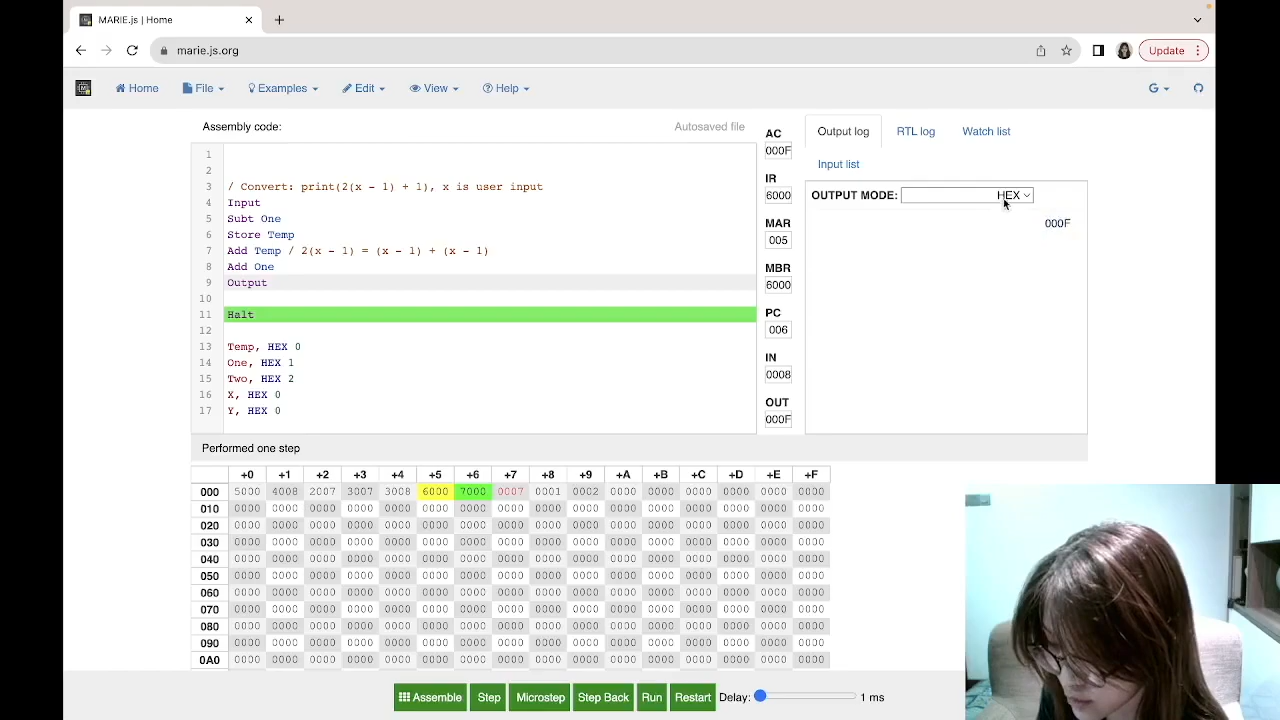 MARIE.js | Home
marie.js.org
Update
Home File Examples Edit View Help
G
Assembly code:
Autosaved file
1
2
3 / Convert: print(2(x - 1) + 1), x is user input
4 Input
5 Subt One
6 Store Temp
7 Add Temp / 2(x - 1) = (x - 1) + (x - 1)
8 Add One
9 Output
10
11 Halt
12
13 Temp, HEX 0
14 One, HEX 1
15 Two, HEX 2
16 X, HEX 0
17 Y, HEX 0
AC
000F
IR
6000
MAR
005
MBR
6000
PC
006
IN
0008
OUT
000F
Output log RTL log Watch list
Input list
OUTPUT MODE: HEX
000F
Performed one step
+0 +1 +2 +3 +4 +5 +6 +7 +8 +9 +A +B +C +D +E +F
000 5000 4008 2007 3007 3008 6000 7000 0007 0001 0002 0000 0000 0000 0000 0000 0000
010 0000 0000 0000 0000 0000 0000 0000 0000 0000 0000 0000 0000 0000 0000 0000 0000
020 0000 0000 0000 0000 0000 0000 0000 0000 0000 0000 0000 0000 0000 0000 0000 0000
030 0000 0000 0000 0000 0000 0000 0000 0000 0000 0000 0000 0000 0000 0000 0000 0000
040 0000 0000 0000 0000 0000 0000 0000 0000 0000 0000 0000 0000 0000 0000 0000 0000
050 0000 0000 0000 0000 0000 0000 0000 0000 0000 0000 0000 0000 0000 0000 0000 0000
060 0000 0000 0000 0000 0000 0000 0000 0000 0000 0000 0000 0000 0000 0000 0000 0000
070 0000 0000 0000 0000 0000 0000 0000 0000 0000 0000 0000 0000 0000 0000 0000 0000
080 0000 0000 0000 0000 0000 0000 0000 0000 0000 0000 0000 0000 0000 0000 0000 0000
090 0000 0000 0000 0000 0000 0000 0000 0000 0000 0000 0000 0000 0000 0000 0000 0000
0A0 0000 0000 0000 0000 0000 0000 0000 0000 0000 0000 0000 0000 0000 0000 0000 0000
Assemble Step Microstep Step Back Run Restart Delay: 1 ms